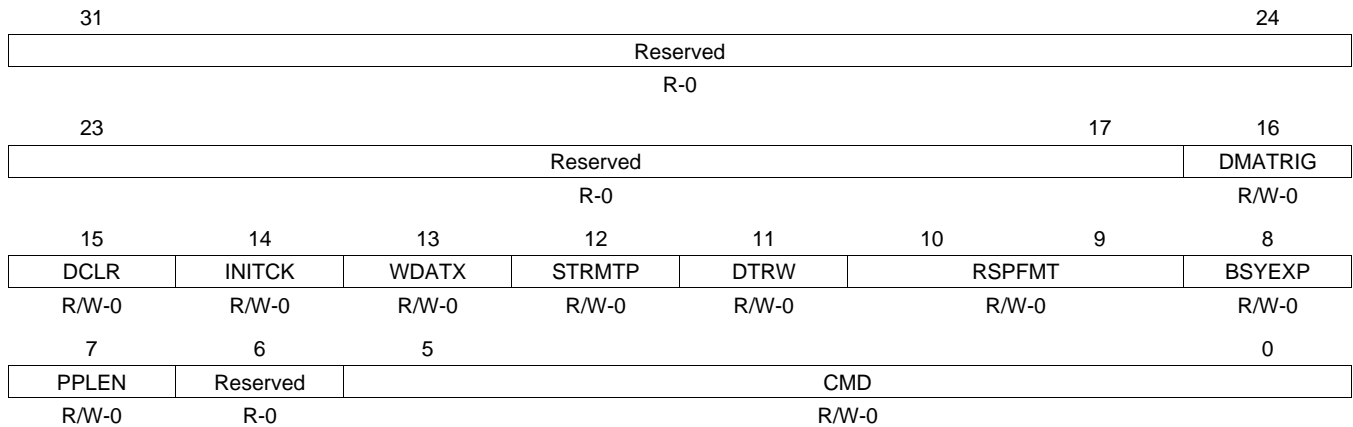 31 24
Reserved
R-0
23 17 16
Reserved DMATRIG
R-0 R/W-0
15 14 13 12 11 10 9 8
DCLR INITCK WDATX STRMTP DTRW RSPFMT BSYEXP
R/W-0 R/W-0 R/W-0 R/W-0 R/W-0 R/W-0 R/W-0
7 6 5 0
PPLEN Reserved CMD
R/W-0 R-0 R/W-0